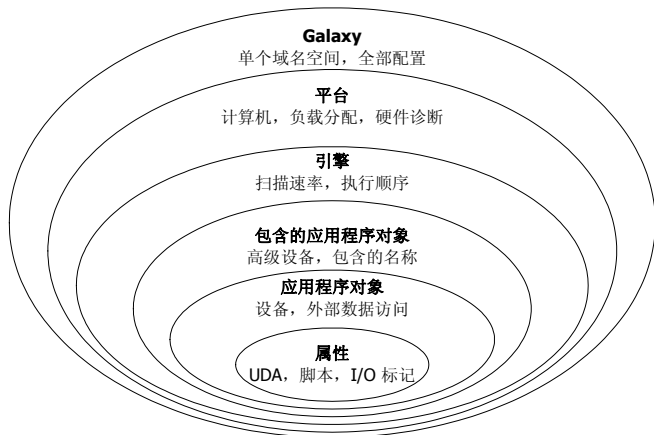 Galaxy
单个域名空间，全部配置
平台
计算机，负载分配，硬件诊断
引擎
扫描速率，执行顺序
包含的应用程序对象
高级设备，包含的名称
应用程序对象
设备，外部数据访问
属性
UDA，脚本，I/O 标记